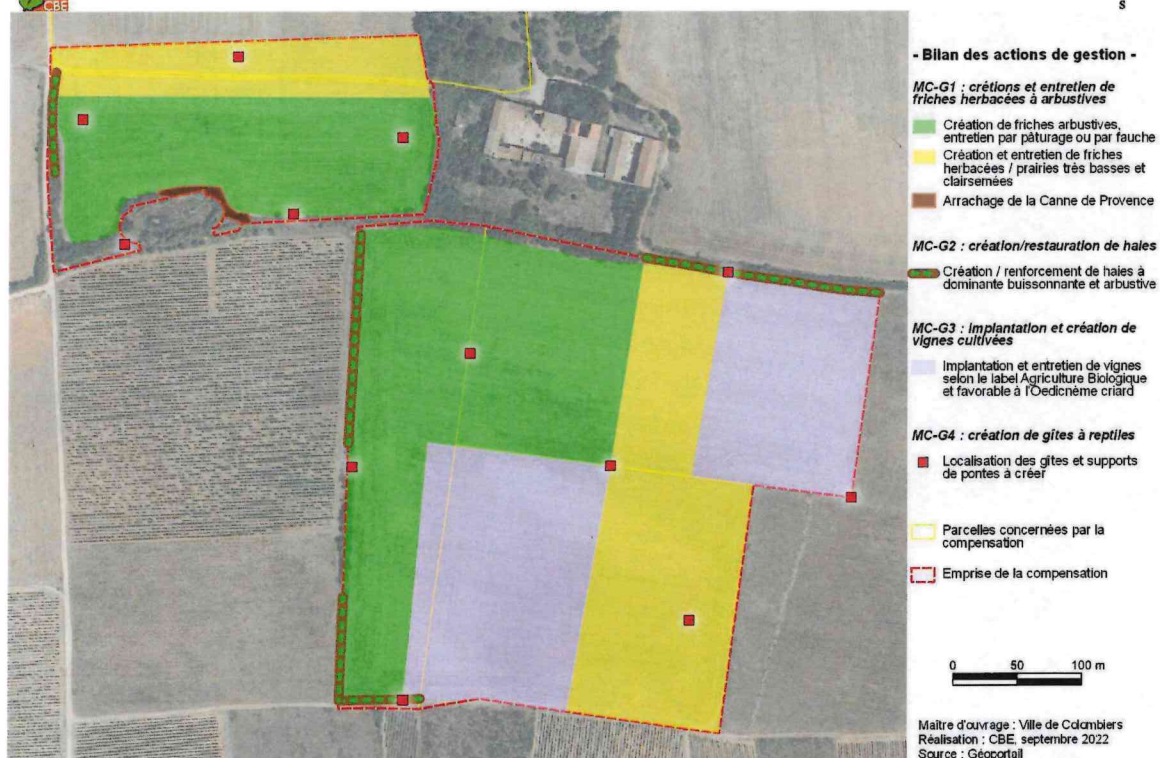 CBE
s
- Bilan des actions de gestion -
MC-G1 : crétions et entretien de
friches herbacées à arbustives
Création de friches arbustives,
entretien par pâturage ou par fauche
Création et entretien de friches
herbacées / prairies très basses et
clairsemées
Arrachage de la Canne de Provence
MC-G2 : création/restauration de haies
Création / renforcement de haies à
dominante buissonnante et arbustive
MC-G3 : implantation et création de
vignes cultivées
Implantation et entretien de vignes
selon le label Agriculture Biologique
et favorable à l'Oedicnème criard
MC-G4 : création de gîtes à reptiles
Localisation des gîtes et supports
de pontes à créer
Parcelles concernées par la
compensation
Emprise de la compensation
0 50 100 m
Maître d'ouvrage : Ville de Colombiers
Réalisation : CBE, septembre 2022
Source : Géoportail